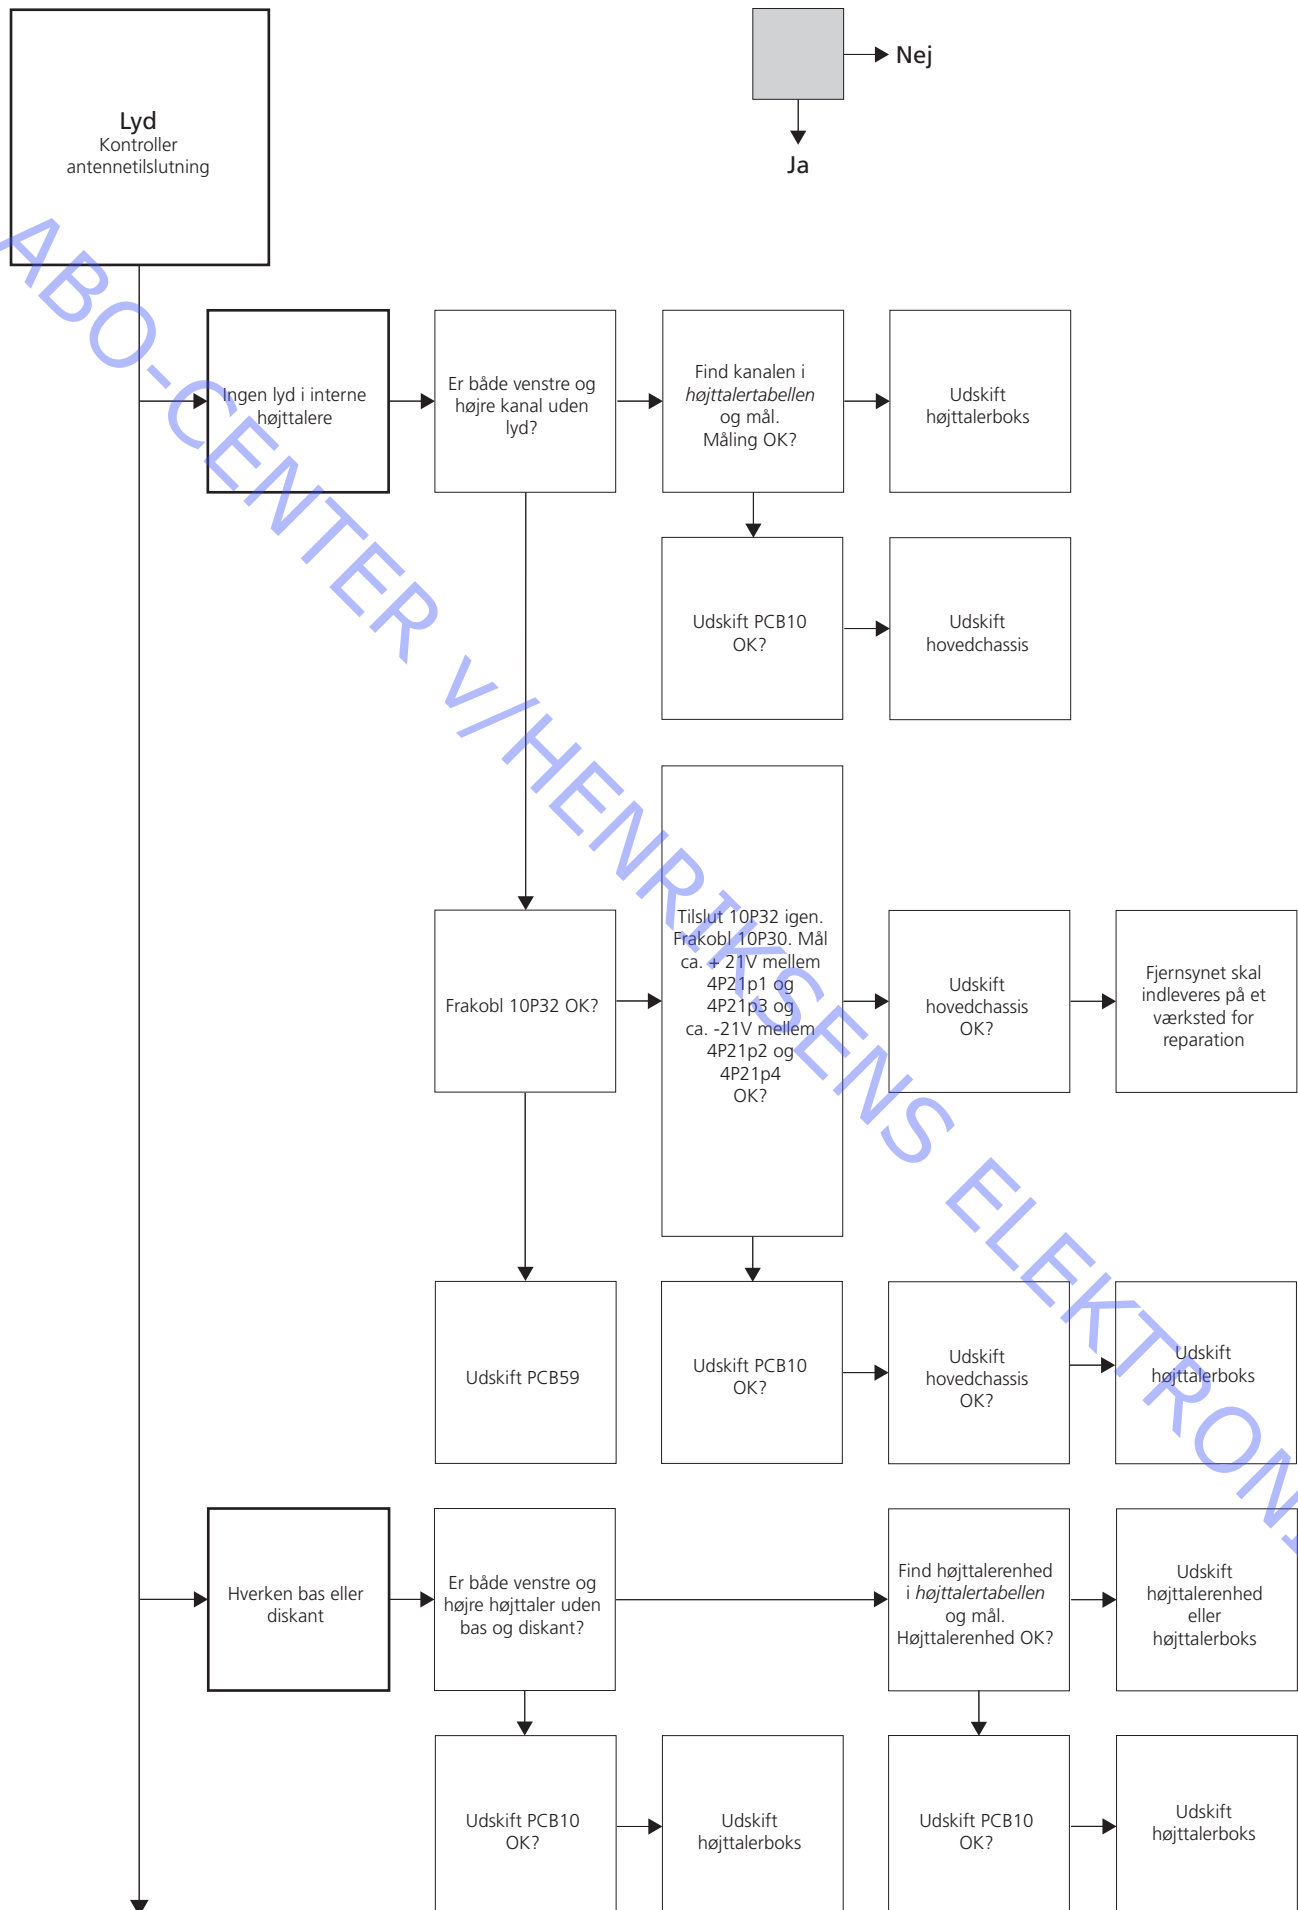 Lyd
Kontroller
antennetilslutning
Nej
Ja
Ingen lyd i interne
højttalere
Er både venstre og
højre kanal uden
lyd?
Find kanalen i
højttalertabellen
og mål.
Måling OK?
Udskift
højttalerboks
Udskift PCB10
OK?
Udskift
hovedchassis
Frakobl 10P32 OK?
Tilslut 10P32 igen.
Frakobl 10P30. Mål
ca. + 21V mellem
4P21p1 og
4P21p3 og
ca. -21V mellem
4P21p2 og
4P21p4
OK?
Udskift
hovedchassis
OK?
Fjernsynet skal
indleveres på et
værksted for
reparation
Udskift PCB59
Udskift PCB10
OK?
Udskift
hovedchassis
OK?
Udskift
højttalerboks
Hverken bas eller
diskant
Er både venstre og
højre højttaler uden
bas og diskant?
Find højttalerenhed
i højttalertabellen
og mål.
Højttalerenhed OK?
Udskift
højttalerenhed
eller
højttalerboks
Udskift PCB10
OK?
Udskift
højttalerboks
Udskift PCB10
OK?
Udskift
højttalerboks
ABO-CENTER v/HENRIKSENS ELEKTRONI